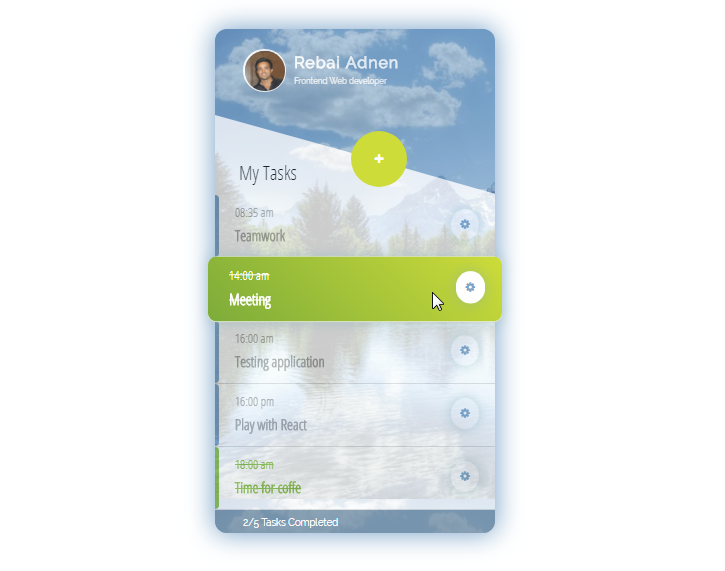 Rebai Adnen
Frontend Web developer
+
My Tasks
08:35 am
Teamwork
14:00 am
Meeting
16:00 am
Testing application
16:00 pm
Play with React
18:00 am
Time for coffe
2/5 Tasks Completed